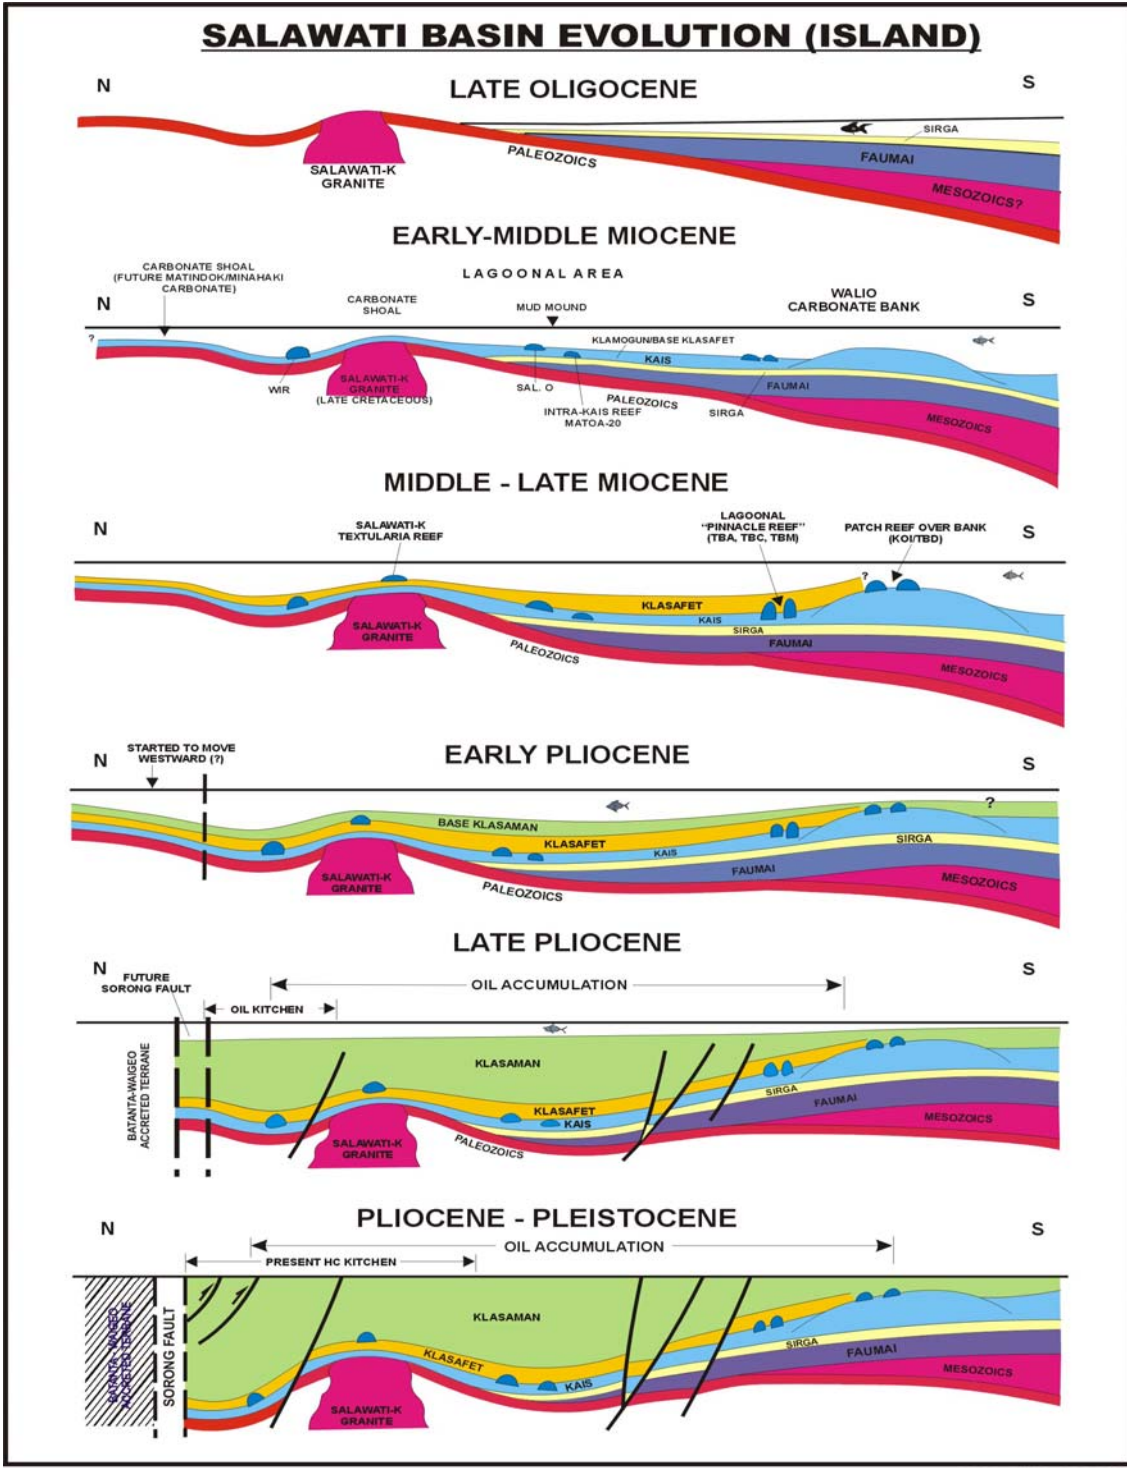 SALAWATI BASIN EVOLUTION (ISLAND)
LATE OLIGOCENE
N
S
SIRGA
PALEOZOICS
FAUMAI
SALAWATI-K
GRANITE
MESOZOICS?
EARLY-MIDDLE MIOCENE
CARBONATE SHOAL
(FUTURE MATINDOK/MINAHAKI
CARBONATE)
LAGOONAL AREA
N
CARBONATE
SHOAL
MUD MOUND
WALIO
CARBONATE BANK
S
?
KLAMOGUN/BASE KLASAFET
KAIS
WIR
SALAWATI-K
GRANITE
(LATE CRETACEOUS)
SAL. O
PALEOZOICS
FAUMAI
SIRGA
INTRA-KAIS REEF
MATOA-20
MESOZOICS
MIDDLE - LATE MIOCENE
N
SALAWATI-K
TEXTULARIA REEF
LAGOONAL
"PINNACLE REEF"
(TBA, TBC, TBM)
PATCH REEF OVER BANK
(KOI/TBD)
S
?
KLASAFET
KAIS
SIRGA
SALAWATI-K
GRANITE
PALEOZOICS
FAUMAI
MESOZOICS
EARLY PLIOCENE
N
STARTED TO MOVE
WESTWARD (?)
S
?
BASE KLASAMAN
KLASAFET
KAIS
SIRGA
SALAWATI-K
GRANITE
PALEOZOICS
FAUMAI
MESOZOICS
LATE PLIOCENE
N
FUTURE
SORONG FAULT
OIL ACCUMULATION
S
OIL KITCHEN
BATANTA-WAIGEO
ACCRETED TERRANE
KLASAMAN
KLASAFET
KAIS
SIRGA
FAUMAI
MESOZOICS
SALAWATI-K
GRANITE
PALEOZOICS
PLIOCENE - PLEISTOCENE
N
S
OIL ACCUMULATION
PRESENT HC KITCHEN
BATANTA - WAIGEO
ACCRETED TERRANE
SORONG FAULT
KLASAMAN
KLASAFET
KAIS
SIRGA
FAUMAI
MESOZOICS
SALAWATI-K
GRANITE